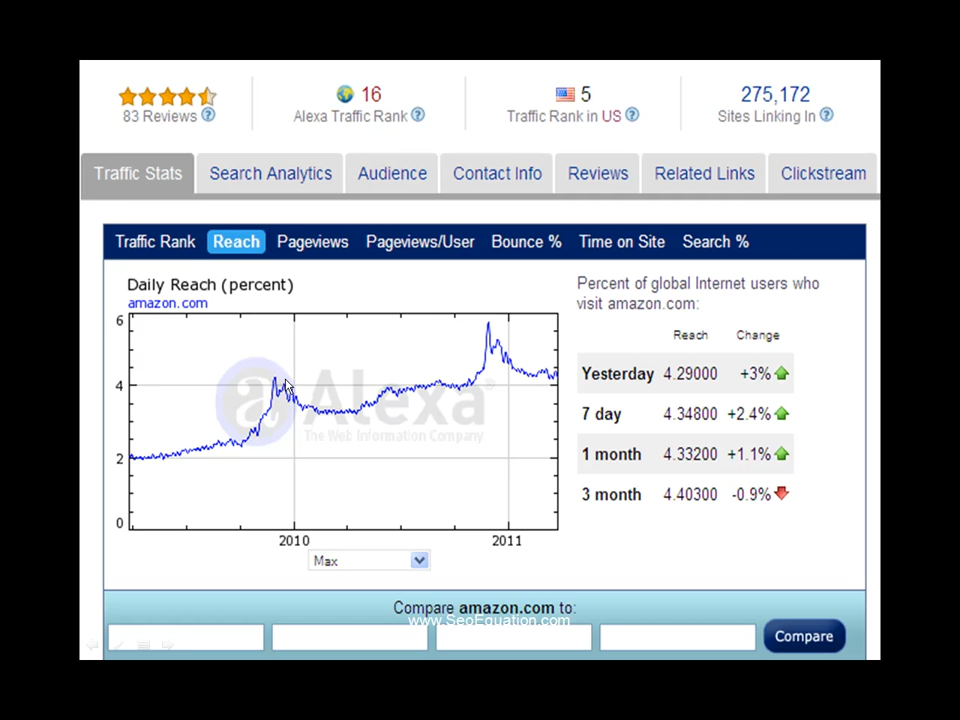 16
5
275,172
83 Reviews
Alexa Traffic Rank
Traffic Rank in US
Sites Linking In
Traffic Stats
Search Analytics
Audience
Contact Info
Reviews
Related Links
Clickstream
Traffic Rank
Reach
Pageviews
Pageviews/User
Bounce %
Time on Site
Search %
Daily Reach (percent)
amazon.com
6
4
2
0
2010
2011
Alexa®
The Web Information Company
Max
Percent of global Internet users who
visit amazon.com:
Reach Change
Yesterday 4.29000 +3%
7 day 4.34800 +2.4%
1 month 4.33200 +1.1%
3 month 4.40300 -0.9%
Compare amazon.com to:
www.SeoEquation.com
Compare